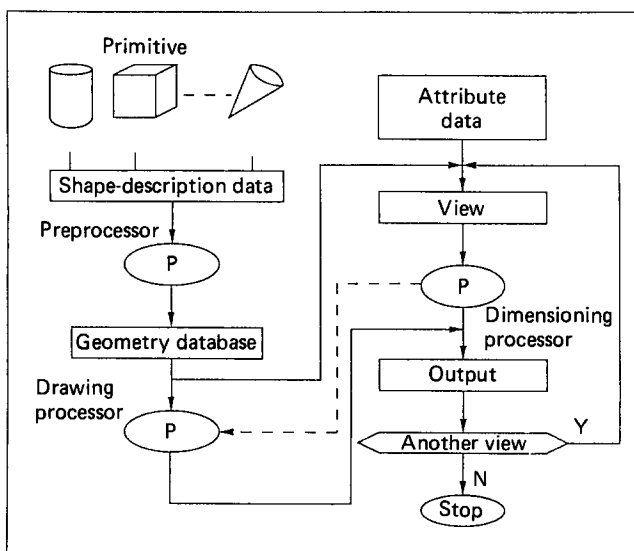 Primitive
Shape-description data
Preprocessor
P
Geometry database
Drawing
processor
P
Attribute
data
View
P
Dimensioning
processor
Output
Another view
Y
N
Stop